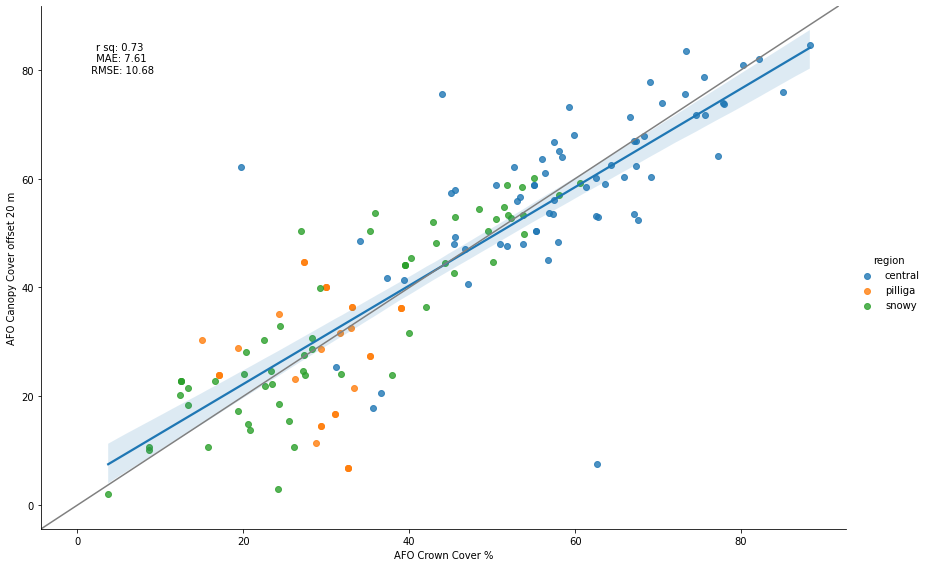 r sq: 0.73
MAE: 7.61
RMSE: 10.68
80
60
40
20
0
AFO Canopy Cover offset 20 m
0 20 40 60 80
AFO Crown Cover %
region
central
pilliga
snowy